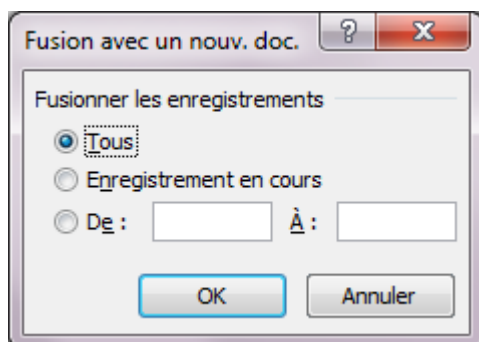 Fusion avec un nouv. doc.
Fusionner les enregistrements
Tous
Enregistrement en cours
De : À :
OK Annuler